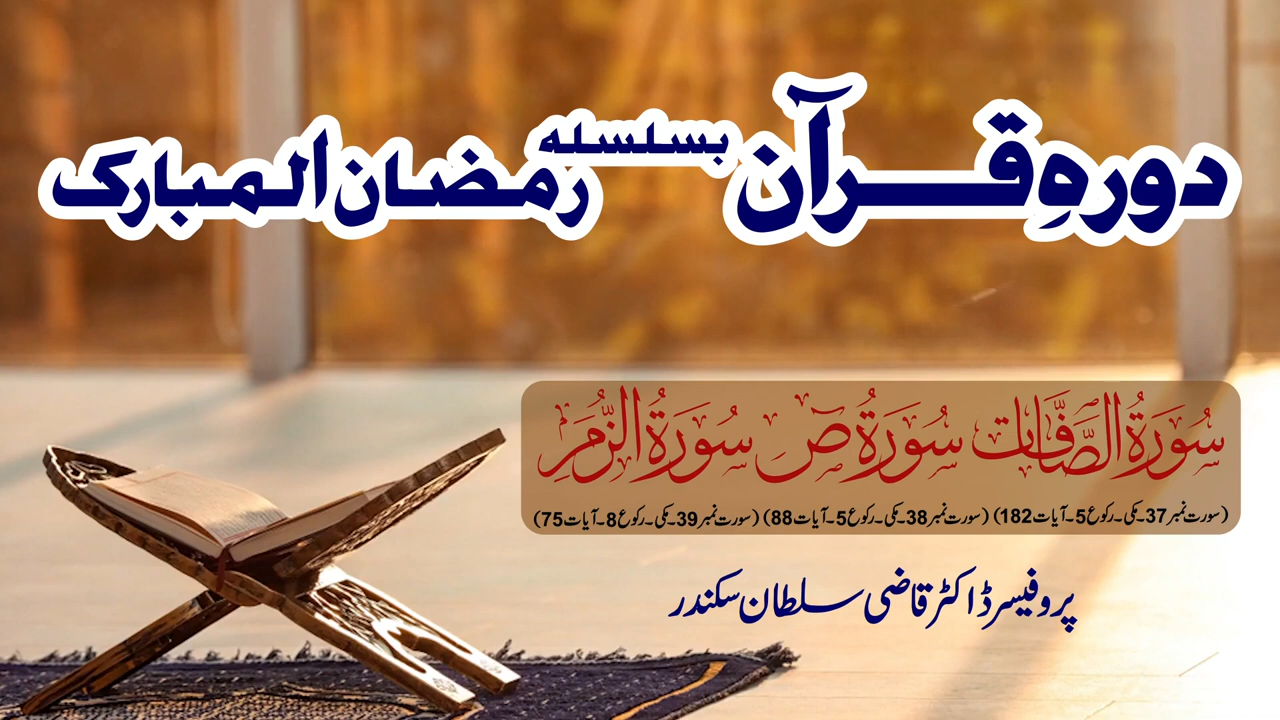 دورہِ قرآن بسلسلہ رمضان المبارک
سُورَةُ الصَّافَّات سُورَةُ صٓ سُورَةُ الزُّمَرِ
(سورت نمبر 37۔ مکی۔ رکوع 5۔ آیات 182) (سورت نمبر 38۔ مکی۔ رکوع 5۔ آیات 88) (سورت نمبر 39۔ مکی۔ رکوع 8۔ آیات 75)
پروفیسر ڈاکٹر قاضی سلطان سکندر